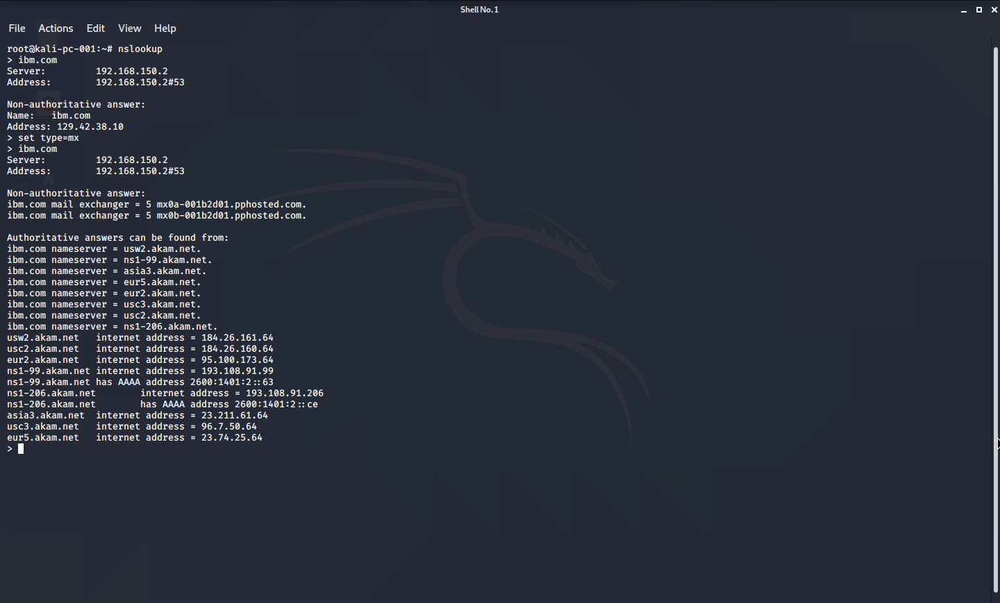 Shell No. 1
File Actions Edit View Help
root@kali-pc-001:~# nslookup
> ibm.com
Server:         192.168.150.2
Address:        192.168.150.2#53

Non-authoritative answer:
Name:   ibm.com
Address: 129.42.38.10
> set type=mx
> ibm.com
Server:         192.168.150.2
Address:        192.168.150.2#53

Non-authoritative answer:
ibm.com mail exchanger = 5 mx0a-001b2d01.pphosted.com.
ibm.com mail exchanger = 5 mx0b-001b2d01.pphosted.com.

Authoritative answers can be found from:
ibm.com nameserver = usw2.akam.net.
ibm.com nameserver = ns1-99.akam.net.
ibm.com nameserver = asia3.akam.net.
ibm.com nameserver = eur5.akam.net.
ibm.com nameserver = eur2.akam.net.
ibm.com nameserver = usc3.akam.net.
ibm.com nameserver = usc2.akam.net.
ibm.com nameserver = ns1-206.akam.net.
usw2.akam.net   internet address = 184.26.161.64
usc2.akam.net   internet address = 184.26.160.64
eur2.akam.net   internet address = 95.100.173.64
ns1-99.akam.net internet address = 193.108.91.99
ns1-99.akam.net has AAAA address 2600:1401:2::63
ns1-206.akam.net        internet address = 193.108.91.206
ns1-206.akam.net        has AAAA address 2600:1401:2::ce
asia3.akam.net  internet address = 23.211.61.64
usc3.akam.net   internet address = 96.7.50.64
eur5.akam.net   internet address = 23.74.25.64
>